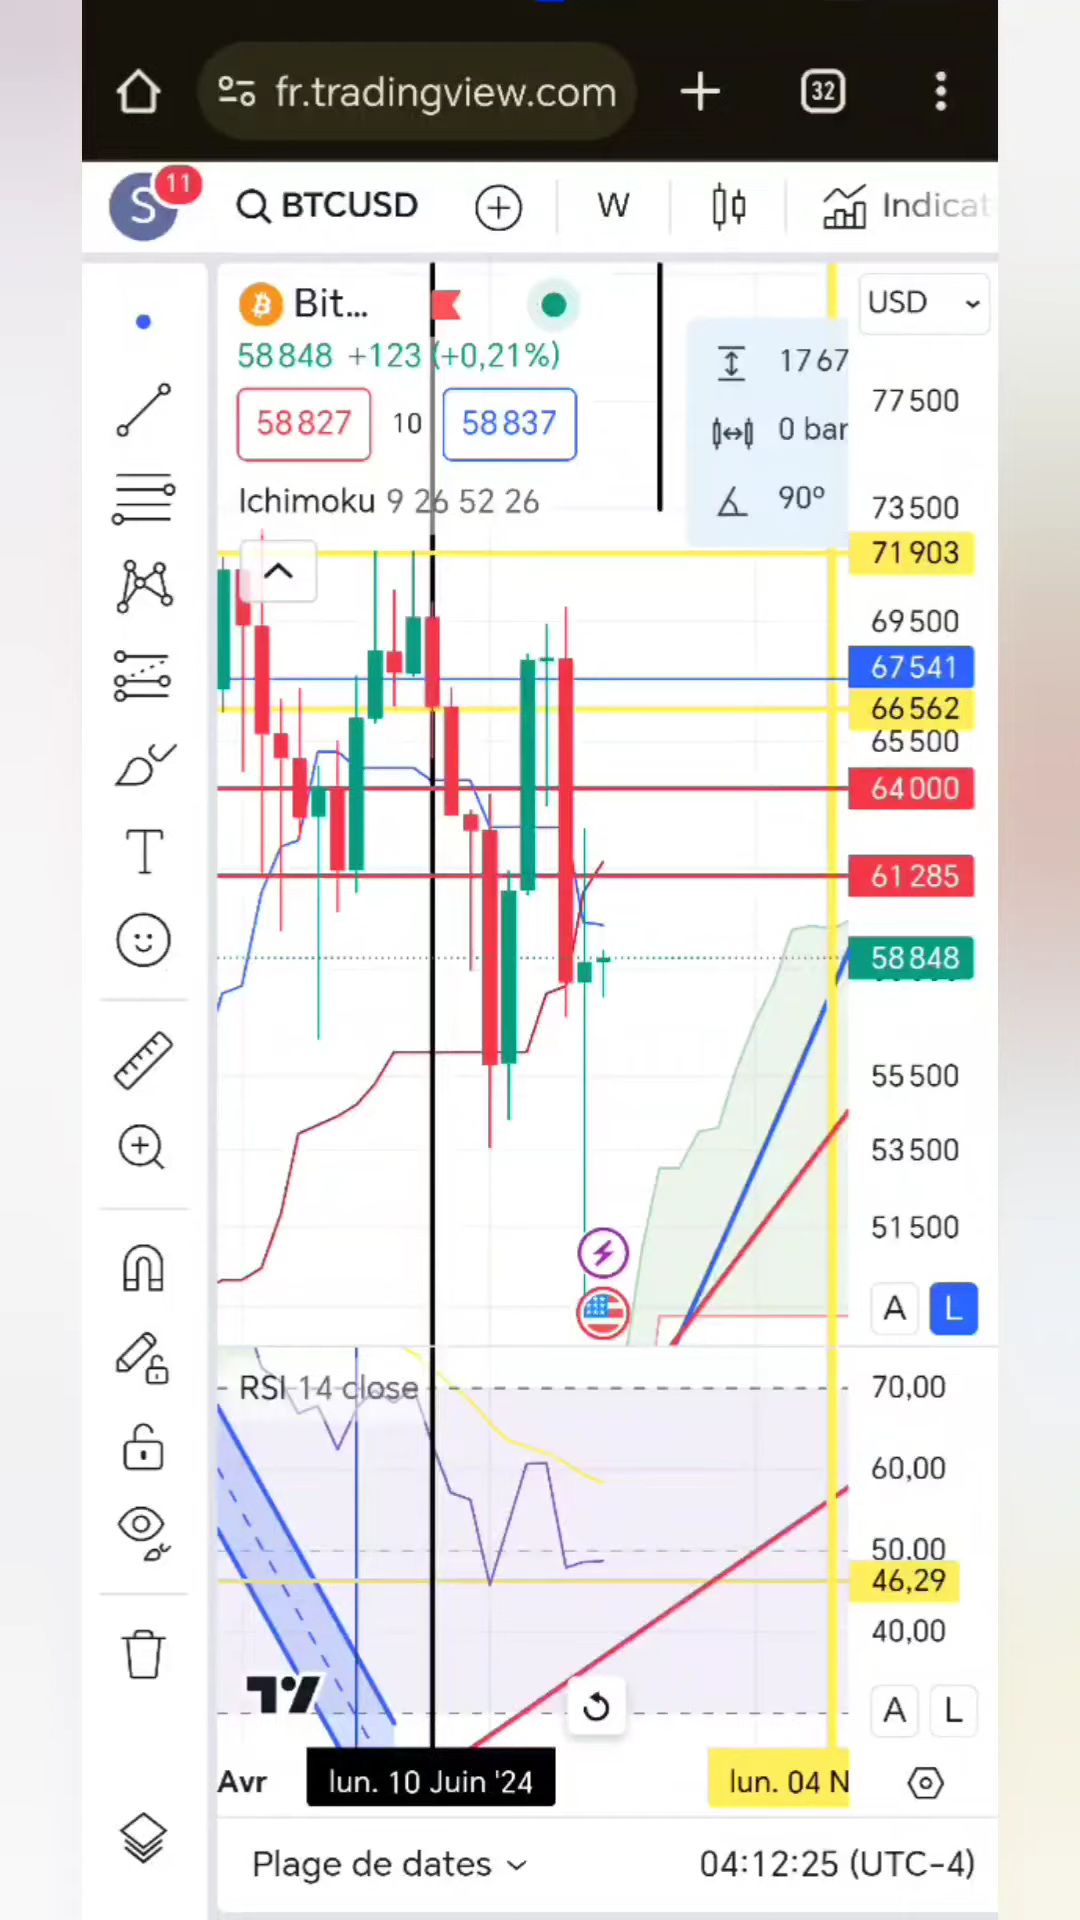 fr.tradingview.com
32
S
11
BTCUSD
W
Indicat
Bit...
58 848 +123 (+0,21%)
58 827
10
58 837
Ichimoku 9 26 52 26
17 67
0 bar
90°
USD
77 500
73 500
71 903
69 500
67 541
66 562
65 500
64 000
61 285
58 848
55 500
53 500
51 500
A
L
RSI 14 close
70,00
60,00
50,00
46,29
40,00
A
L
Avr
lun. 10 Juin '24
lun. 04 N
Plage de dates
04:12:25 (UTC-4)